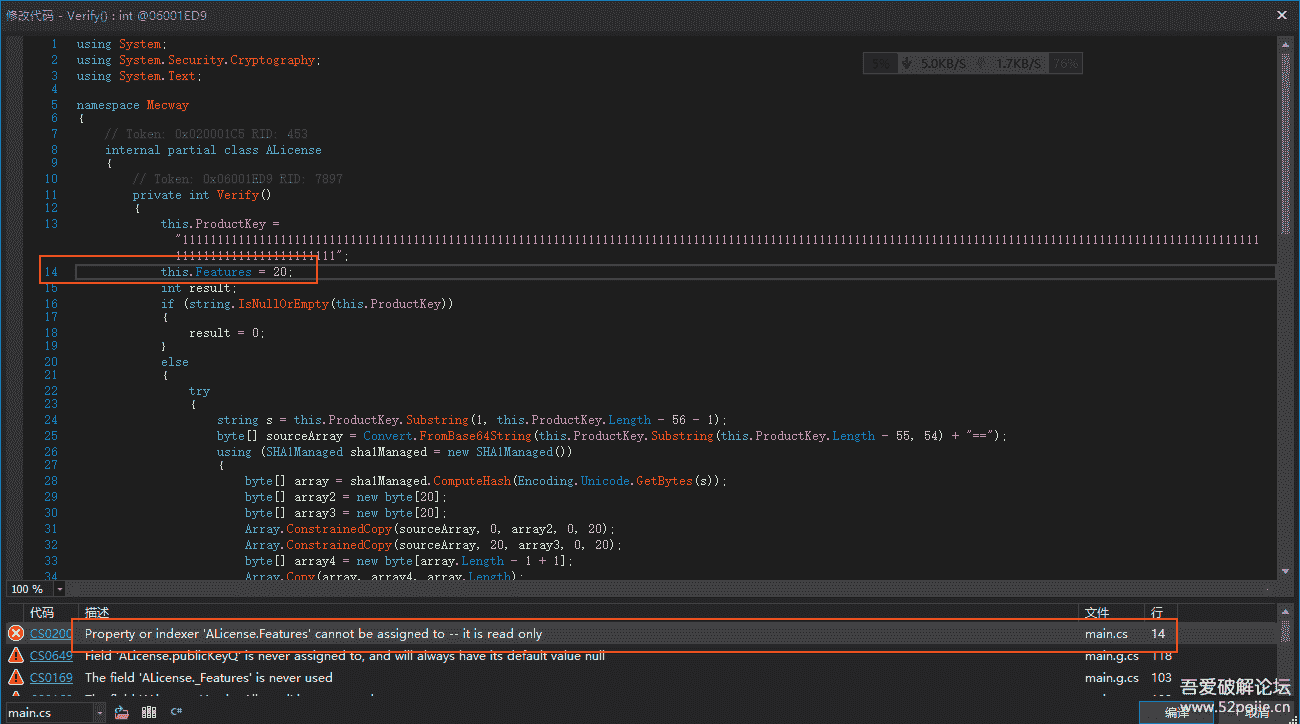 修改代码 - Verify() : int @06001ED9
1 using System;
2 using System.Security.Cryptography;
3 using System.Text;
4
5 namespace Mecway
6 {
7 // Token: 0x020001C5 RID: 453
8 internal partial class ALicense
9 {
10 // Token: 0x06001ED9 RID: 7897
11 private int Verify()
12 {
13 this.ProductKey =
14 this.Features = 20;
15 int result;
16 if (string.IsNullOrEmpty(this.ProductKey))
17 {
18 result = 0;
19 }
20 else
21 {
22 try
23 {
24 string s = this.ProductKey.Substring(1, this.ProductKey.Length - 56 - 1);
25 byte[] sourceArray = Convert.FromBase64String(this.ProductKey.Substring(this.ProductKey.Length - 55, 54) + "==");
26 using (SHA1Managed sha1Managed = new SHA1Managed())
27 {
28 byte[] array = sha1Managed.ComputeHash(Encoding.Unicode.GetBytes(s));
29 byte[] array2 = new byte[20];
30 byte[] array3 = new byte[20];
31 Array.ConstrainedCopy(sourceArray, 0, array2, 0, 20);
32 Array.ConstrainedCopy(sourceArray, 20, array3, 0, 20);
33 byte[] array4 = new byte[array.Length - 1 + 1];
34 Array.Copy(array, array4, array.Length);
5.0KB/S 1.7KB/S 76%
100 %
代码 描述 文件 行
CS0200 Property or indexer 'ALicense.Features' cannot be assigned to -- it is read only main.cs 14
CS0649 Field 'ALicense.publicKeyQ' is never assigned to, and will always have its default value null main.g.cs 118
CS0169 The field 'ALicense._Features' is never used main.g.cs 103
main.cs C#
编译 取消
吾爱破解论坛
www.52pojie.cn